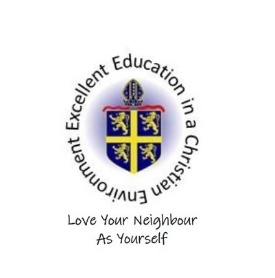 Excellent Education in a Christian Environment
Love Your Neighbour
As Yourself